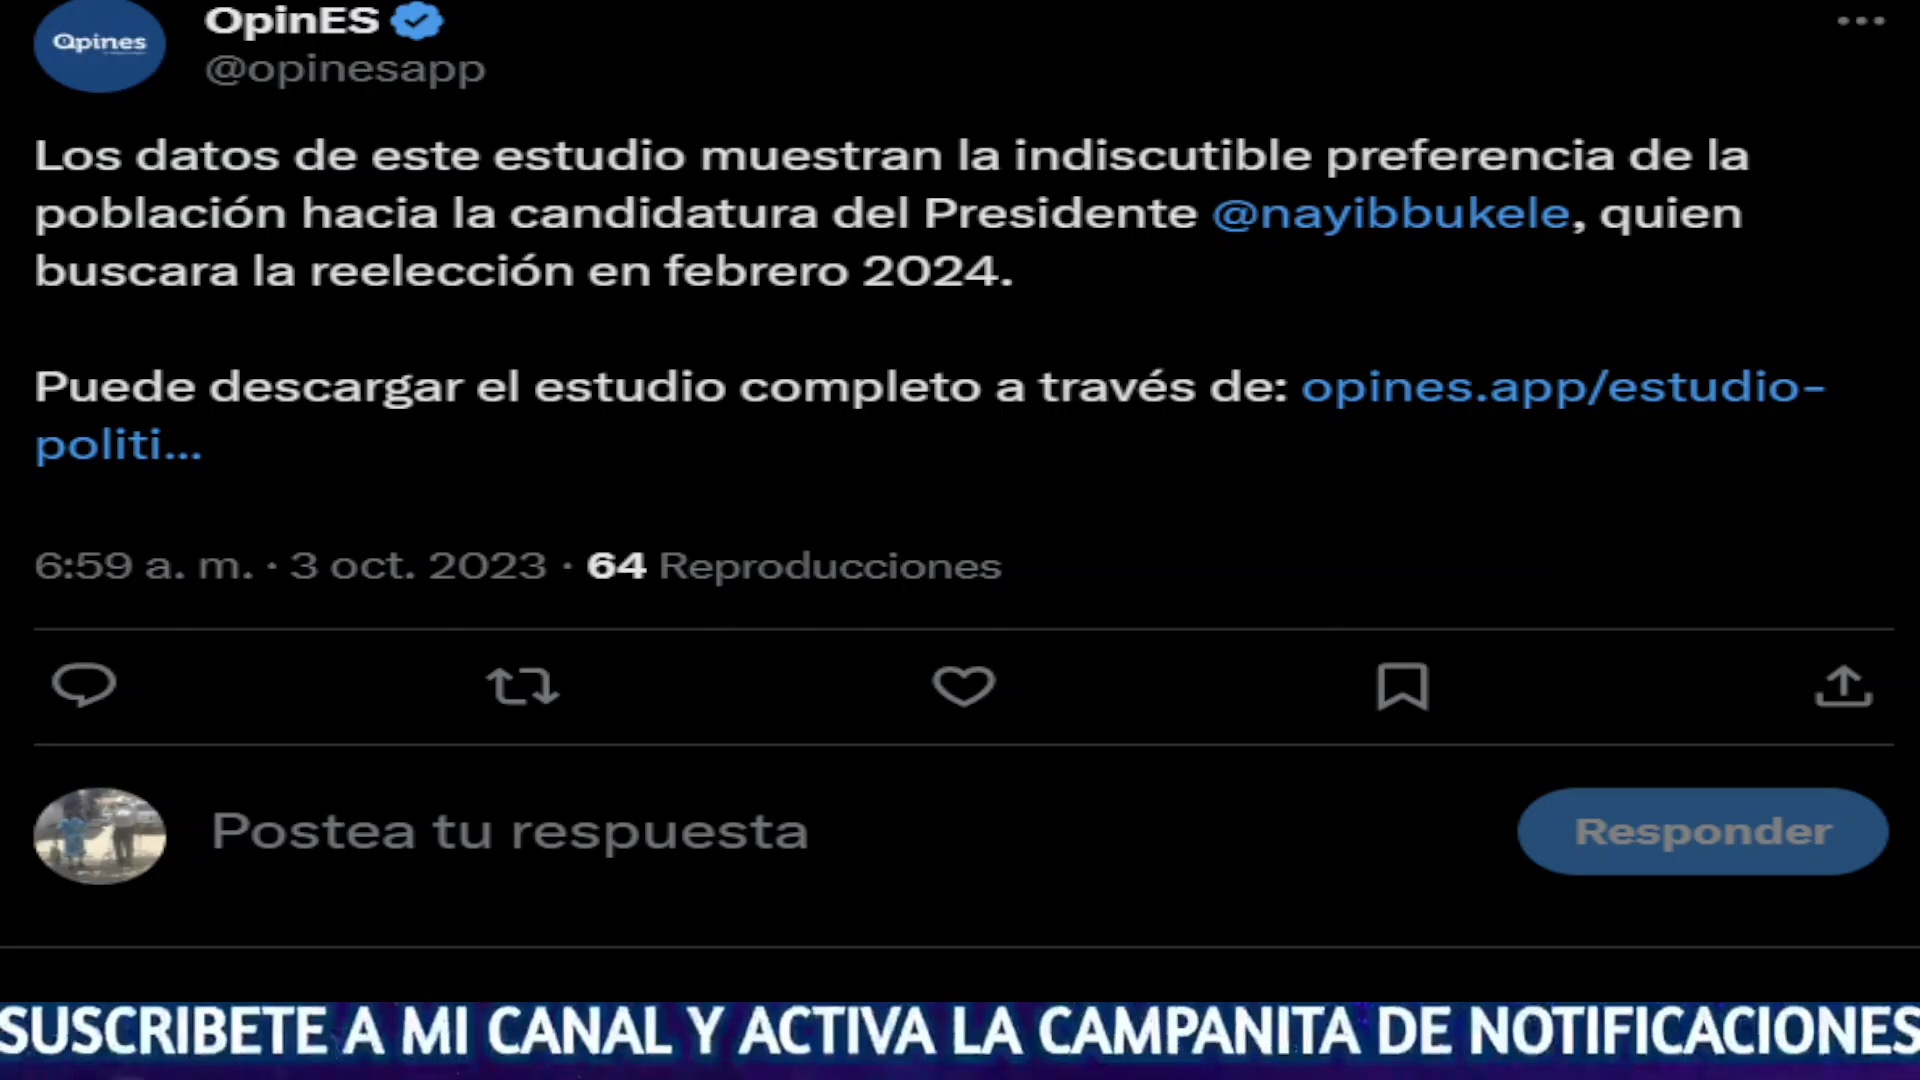 Opines
OpinES
@opinesapp
Los datos de este estudio muestran la indiscutible preferencia de la
población hacia la candidatura del Presidente @nayibbukele, quien
buscara la reelección en febrero 2024.
Puede descargar el estudio completo a través de: opines.app/estudio-
politi...
6:59 a. m. · 3 oct. 2023 · 64 Reproducciones
Postea tu respuesta
Responder
SUSCRIBETE A MI CANAL Y ACTIVA LA CAMPANITA DE NOTIFICACIONES